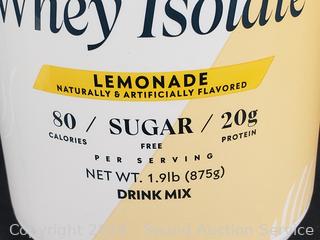 Whey Isolate
LEMONADE
NATURALLY & ARTIFICIALLY FLAVORED
80 / SUGAR / 20g
CALORIES FREE PROTEIN
PER SERVING
NET WT. 1.9lb (875g)
DRINK MIX